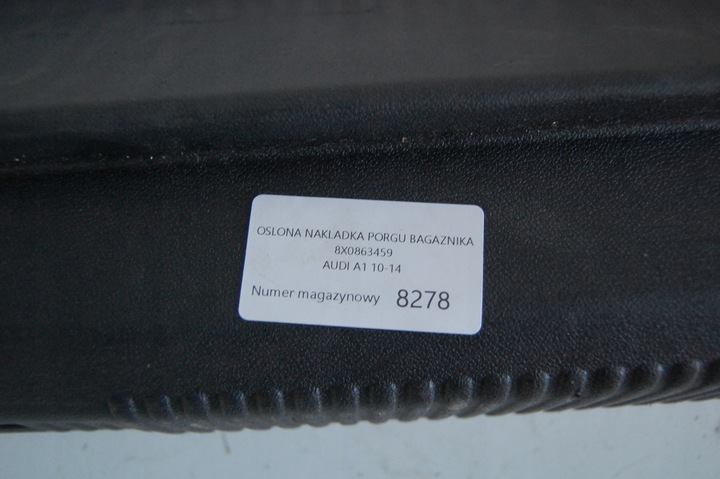 OSLONA NAKLADKA PORGU BAGAZNIKA
8X0863459
AUDI A1 10-14
Numer magazynowy 8278